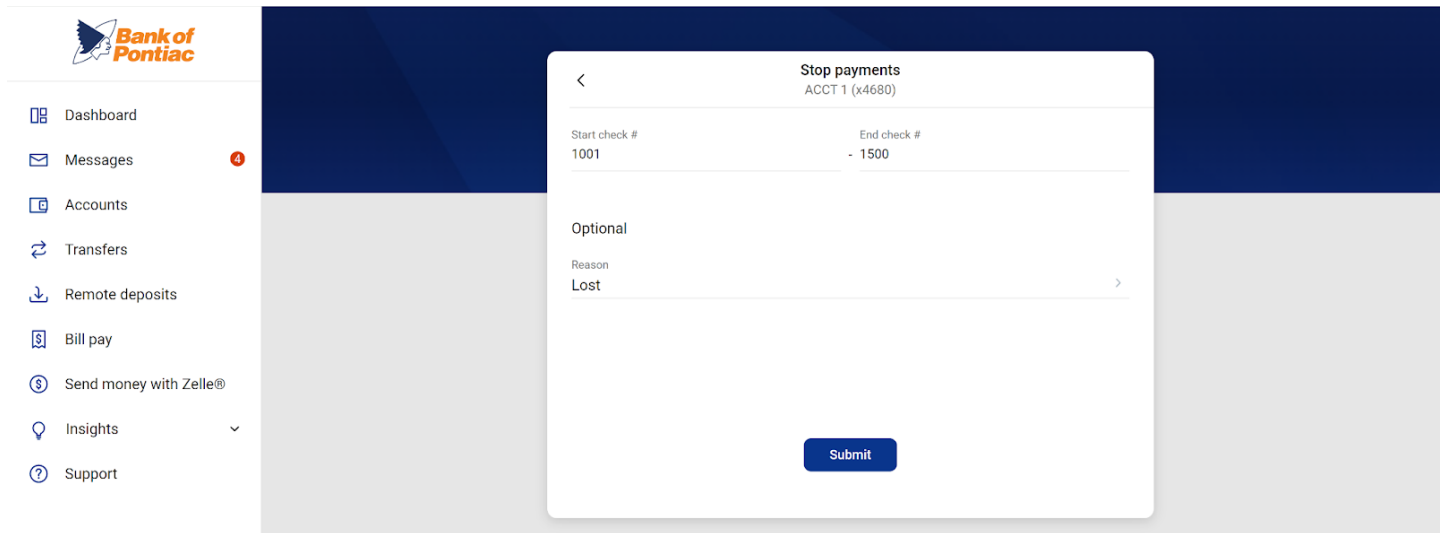 Bank of
Pontiac
Dashboard
Messages 4
Accounts
Transfers
Remote deposits
Bill pay
Send money with Zelle®
Insights
Support
Stop payments
ACCT 1 (x4680)
Start check # End check #
1001 - 1500
Optional
Reason
Lost
Submit